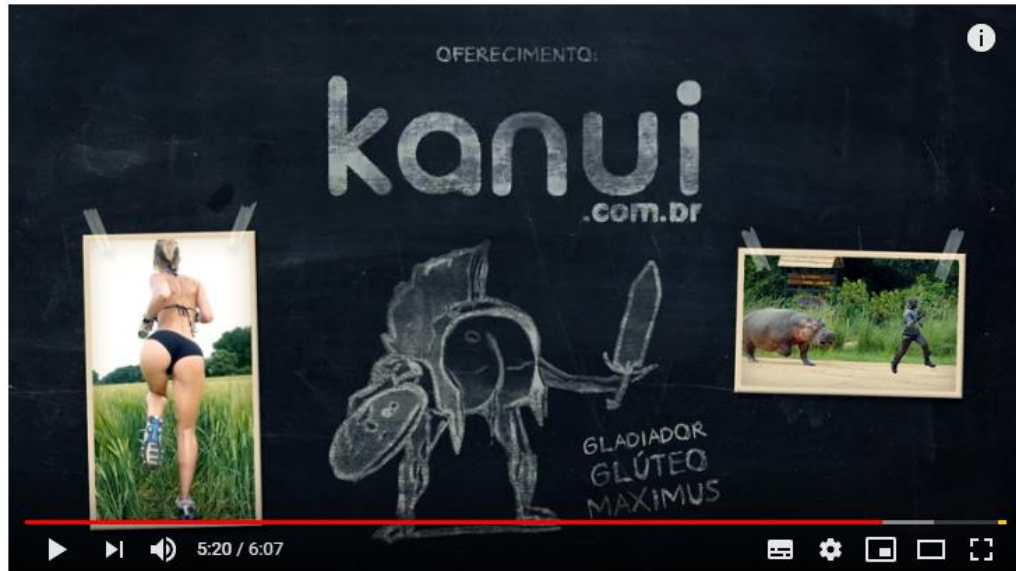 OFERECIMENTO:
kanui
.com.br
GLADIADOR
GLÚTEO
MAXIMUS
5:20 / 6:07